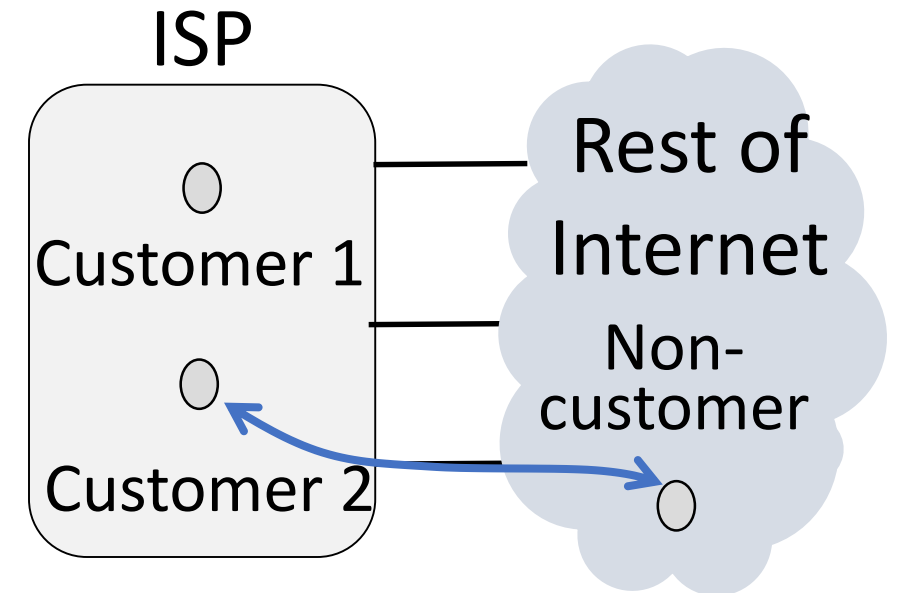 ISP
Customer 1
Customer 2
Rest of
Internet
Non-
customer